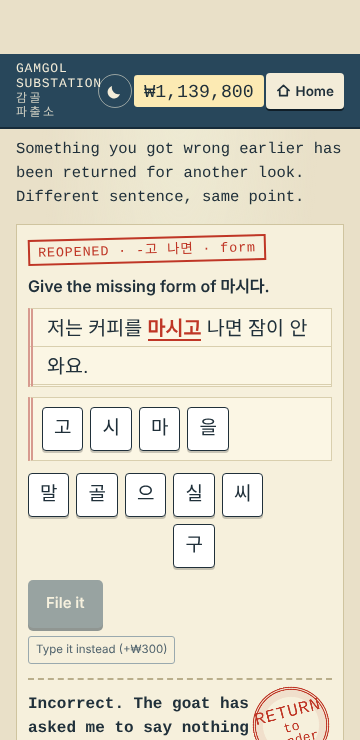 GAMGOL
SUBSTATION
감골
파출소
₩1,139,800
Home
Something you got wrong earlier has
been returned for another look.
Different sentence, same point.
REOPENED · -고 나면 · form
Give the missing form of 마시다.
저는 커피를 마시고 나면 잠이 안
와요.
고 시 마 을
말 골 으 실 씨
구
File it
Type it instead (+₩300)
Incorrect. The goat has
asked me to say nothing
RETURN
to